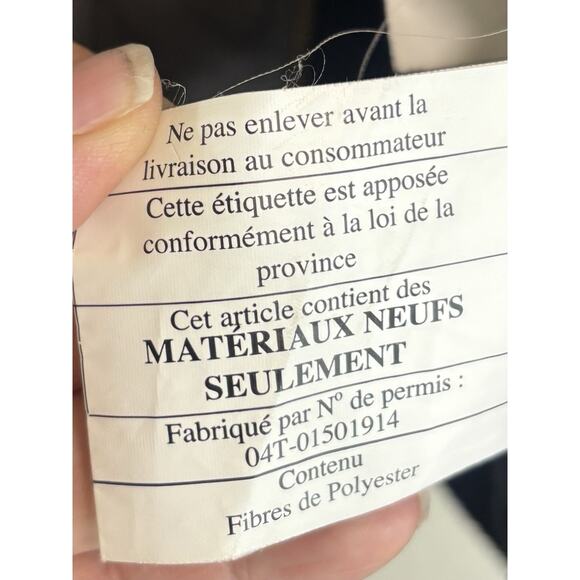 Ne pas enlever avant la
livraison au consommateur
Cette étiquette est apposée
conformément à la loi de la
province
Cet article contient des
MATÉRIAUX NEUFS
SEULEMENT
Fabriqué par Nº de permis :
04T-01501914
Contenu
Fibres de Polyester